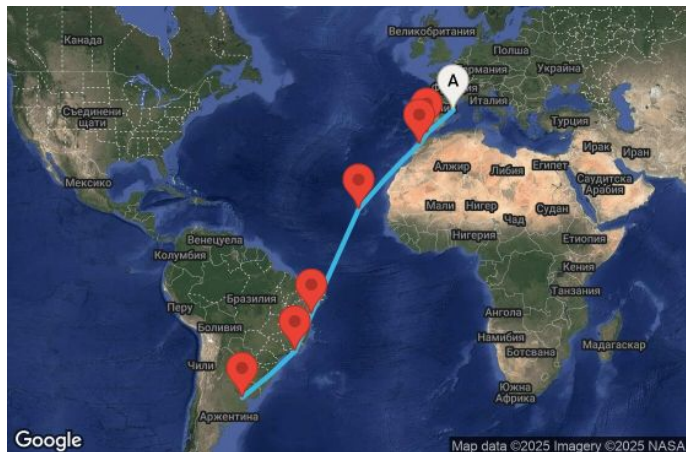 Канада
Великобритания
Полша
A
Германия
Украйна
Съединени
щати
Италия
Турция
Ирак
Иран
Алжир
Либия
Египет
Саудитска
Арабия
Мексико
Мали
Нигер
Чад
Судан
Венецуела
Колумбия
Нигерия
Етиопия
Кения
Перу
Бразилия
Танзания
Боливия
Ангола
Намибия
Мадагаскар
Ботсвана
Чили
Южна
Африка
Аржентина
Google
Map data ©2025 Imagery ©2025 NASA